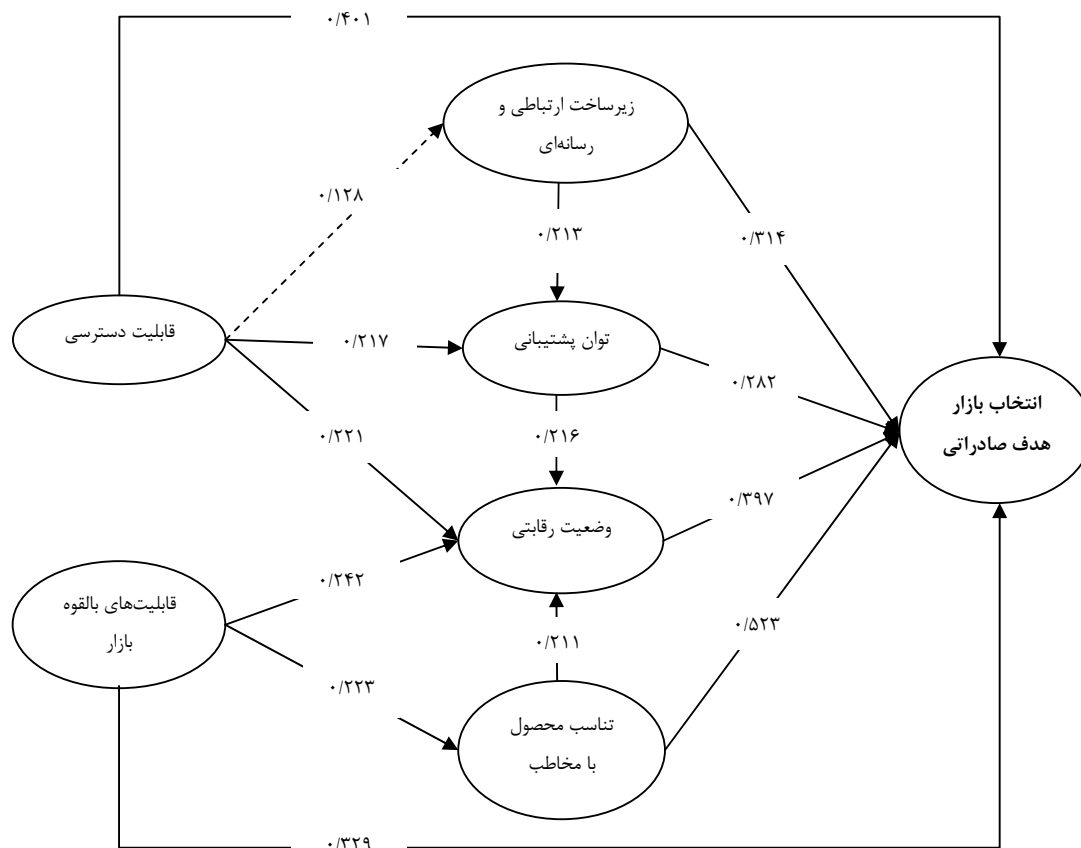 ۰/۴۰۱
زیرساخت ارتباطی و
رسانه‌ای
۰/۱۲۸
۰/۲۱۳
۰/۳۱۴
قابلیت دسترسی
۰/۲۱۷
توان پشتیبانی
۰/۲۸۲
انتخاب بازار
هدف صادراتی
۰/۲۲۱
۰/۲۱۶
۰/۳۹۷
وضعیت رقابتی
۰/۲۴۲
قابلیت‌های بالقوه
بازار
۰/۲۱۱
۰/۵۲۳
۰/۲۲۳
تناسب محصول
با مخاطب
۰/۳۲۹